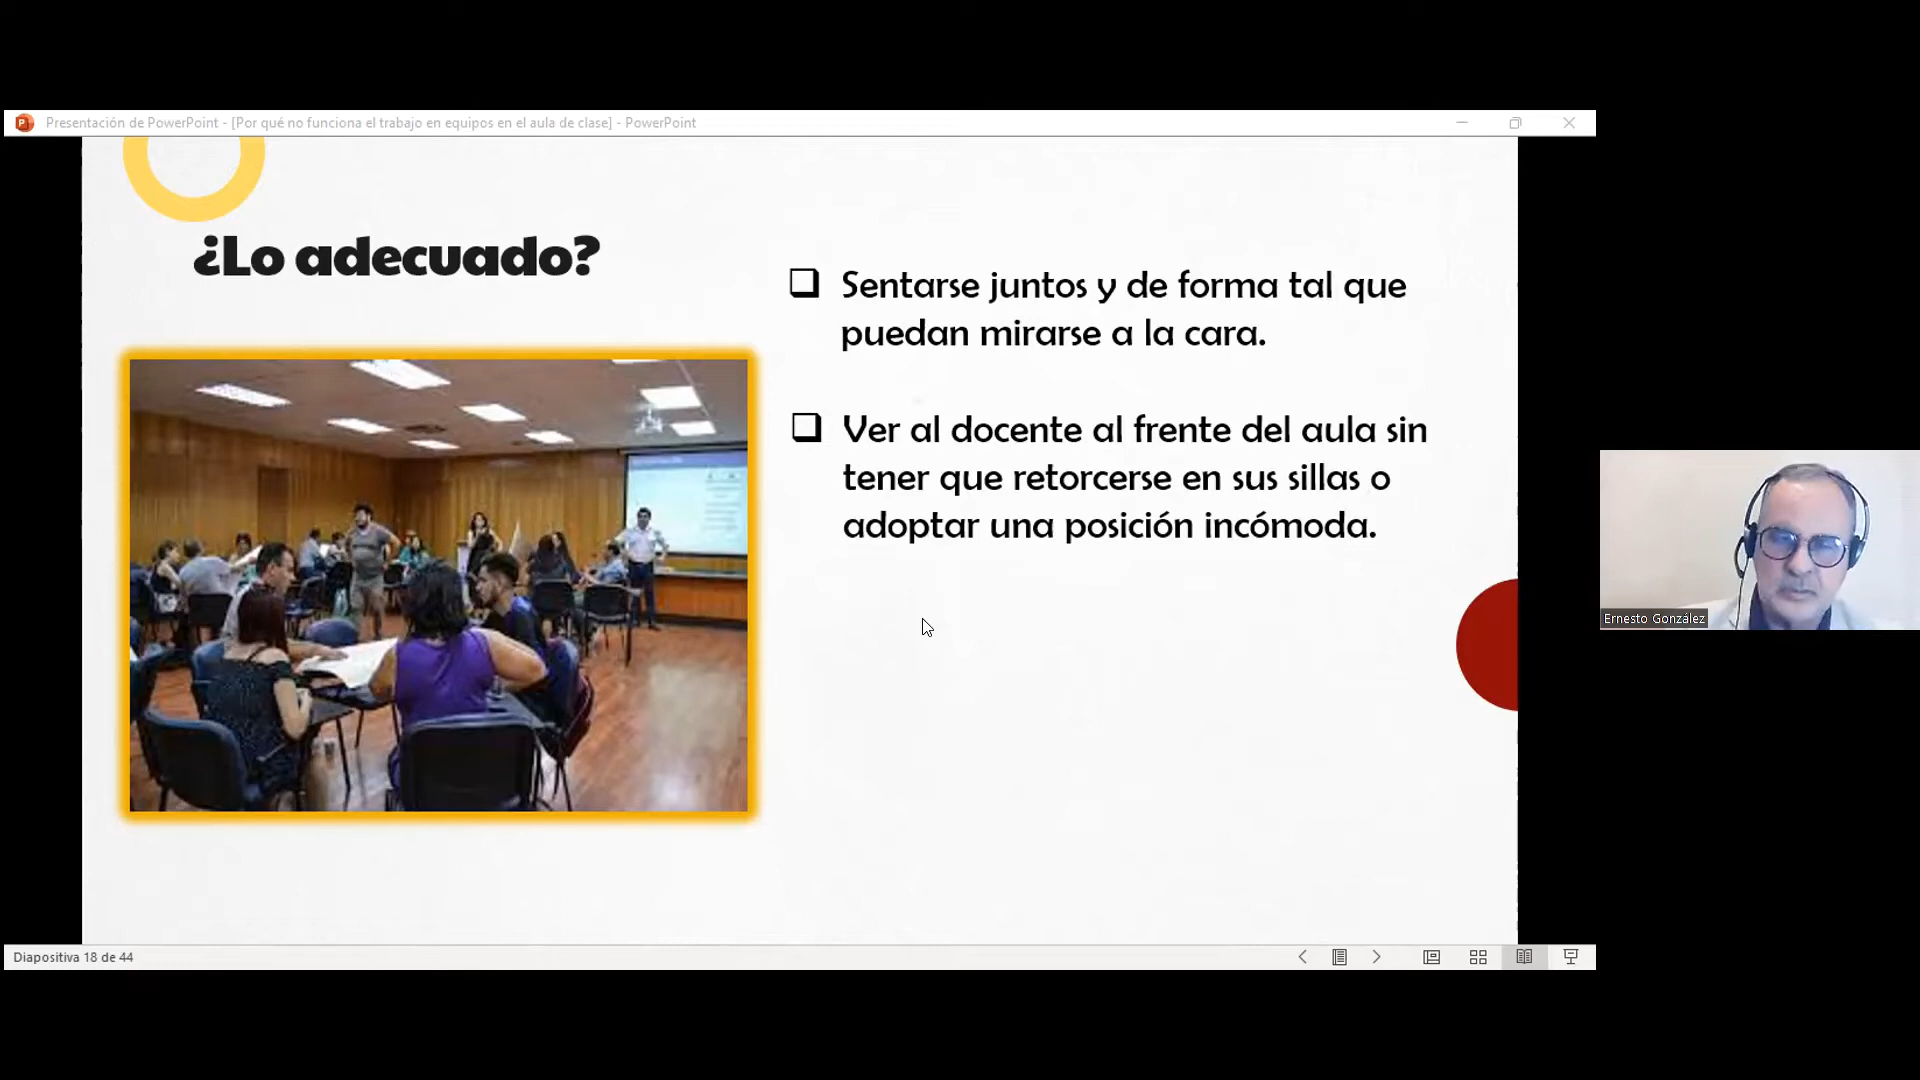 Presentación de PowerPoint - [Por qué no funciona el trabajo en equipos en el aula de clase] - PowerPoint
¿Lo adecuado?
Sentarse juntos y de forma tal que
puedan mirarse a la cara.
Ver al docente al frente del aula sin
tener que retorcerse en sus sillas o
adoptar una posición incómoda.
Ernesto González
Diapositiva 18 de 44